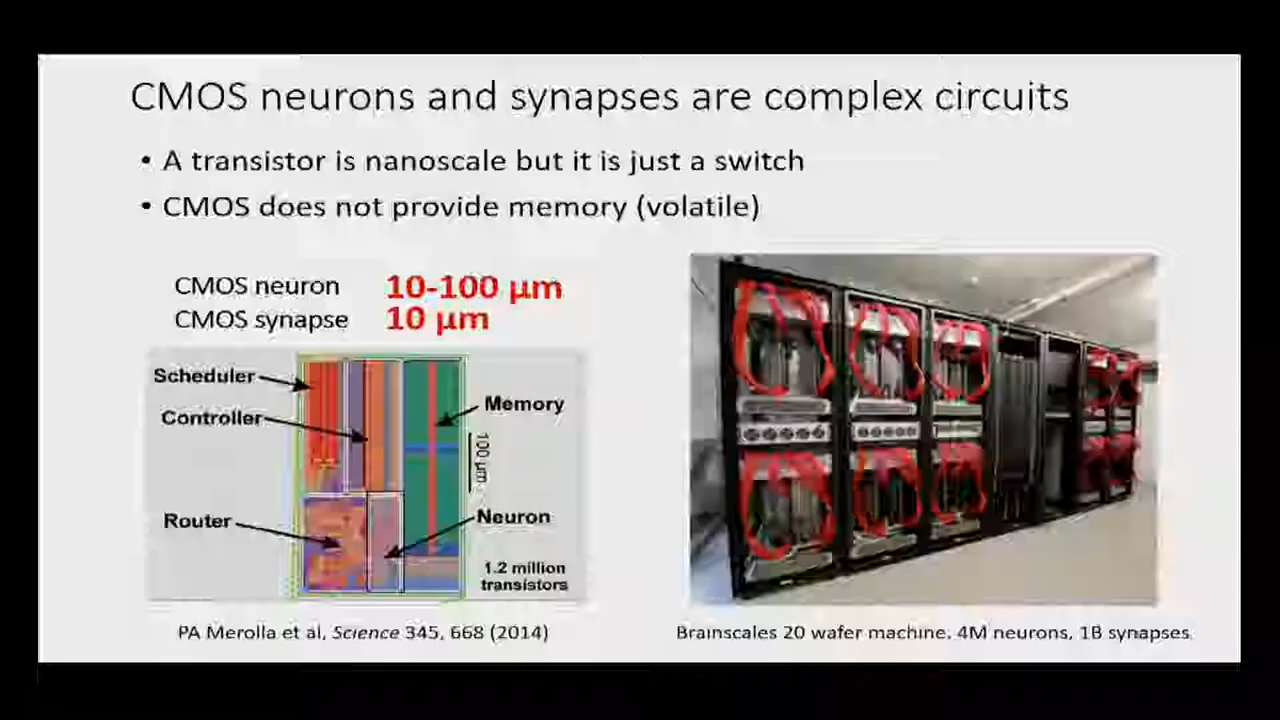 CMOS neurons and synapses are complex circuits
• A transistor is nanoscale but it is just a switch
• CMOS does not provide memory (volatile)
CMOS neuron 10-100 µm
CMOS synapse 10 µm
Scheduler
Controller
Memory
100 µm
Router
Neuron
1.2 million
transistors
PA Merolla et al, Science 345, 668 (2014)
Brainscales 20 wafer machine. 4M neurons, 1B synapses